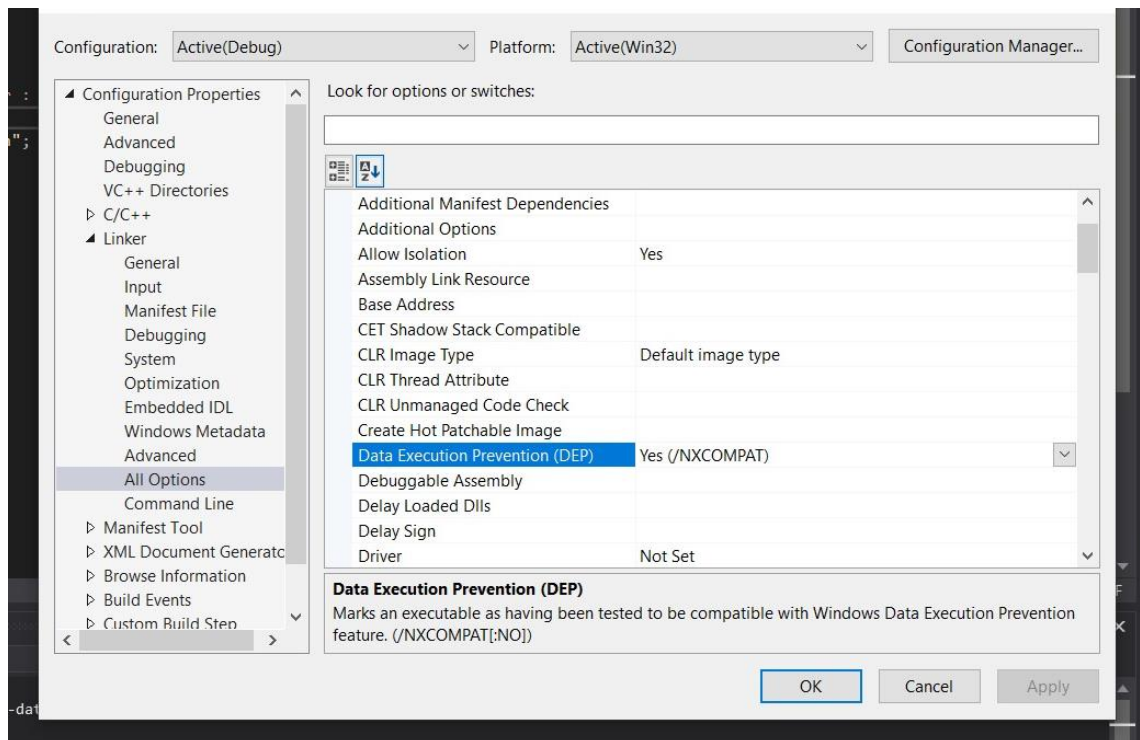 Configuration: Active(Debug) Platform: Active(Win32) Configuration Manager...
Configuration Properties
General
Advanced
Debugging
VC++ Directories
C/C++
Linker
General
Input
Manifest File
Debugging
System
Optimization
Embedded IDL
Windows Metadata
Advanced
All Options
Command Line
Manifest Tool
XML Document Generatc
Browse Information
Build Events
Custom Build Step
Look for options or switches:
Additional Manifest Dependencies
Additional Options
Allow Isolation Yes
Assembly Link Resource
Base Address
CET Shadow Stack Compatible
CLR Image Type Default image type
CLR Thread Attribute
CLR Unmanaged Code Check
Create Hot Patchable Image
Data Execution Prevention (DEP) Yes (/NXCOMPAT)
Debuggable Assembly
Delay Loaded Dlls
Delay Sign
Driver Not Set
Data Execution Prevention (DEP)
Marks an executable as having been tested to be compatible with Windows Data Execution Prevention
feature. (/NXCOMPAT[:NO])
OK Cancel Apply
-dat